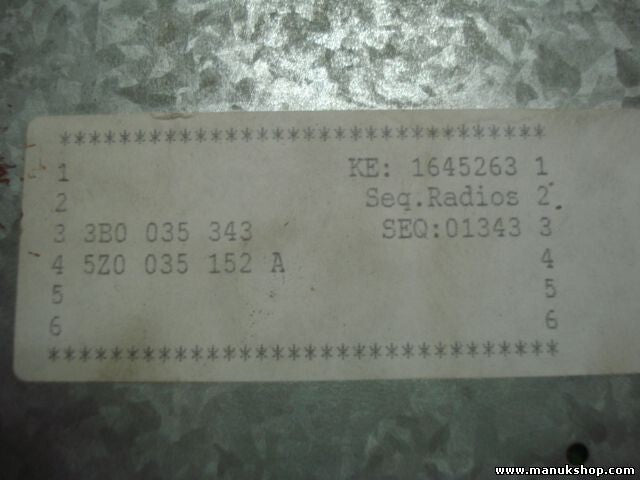 ************************************************
1 KE: 1645263 1
2 Seq.Radios 2
3 3B0 035 343 SEQ:01343 3
4 5Z0 035 152 A 4
5 5
6 6
************************************************
www.manukshop.com